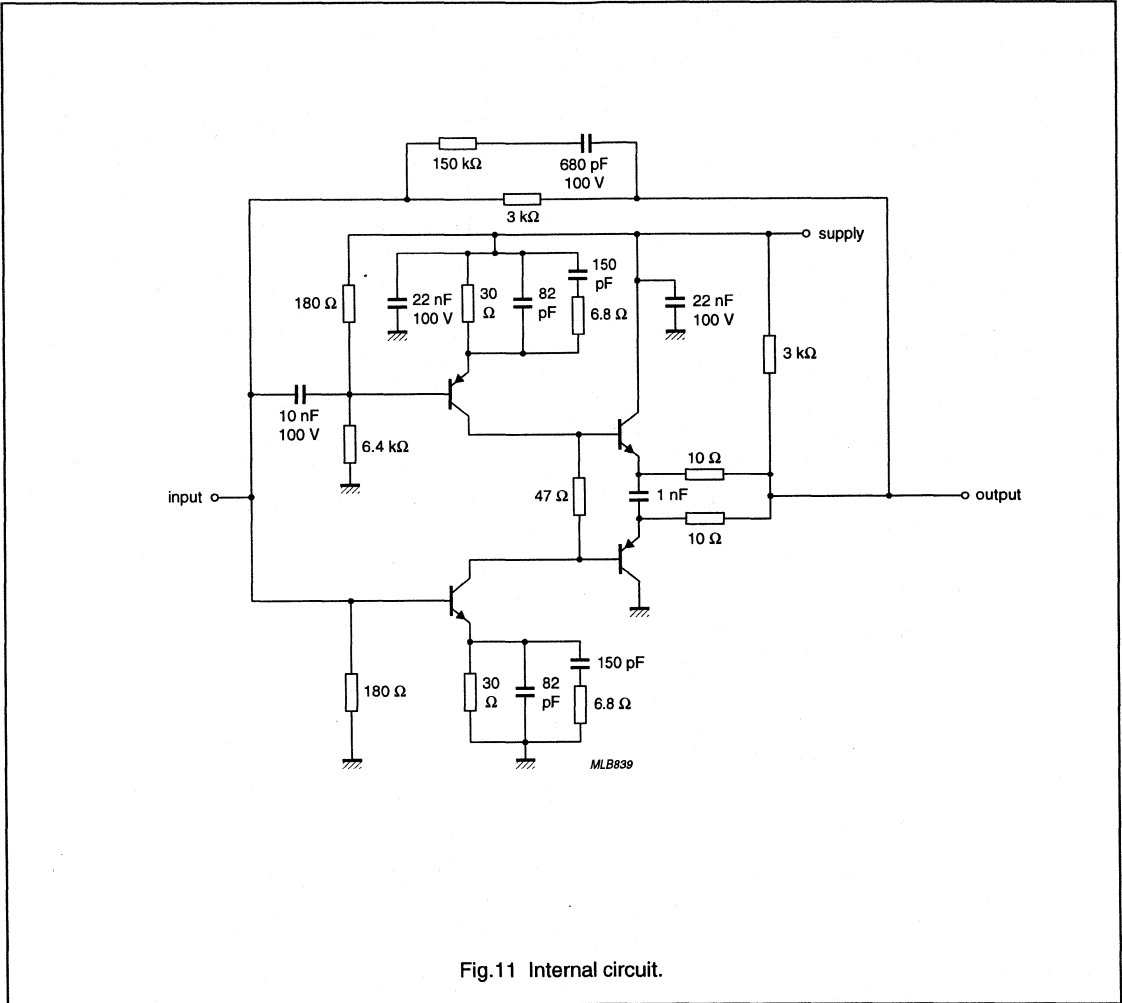 150 kΩ
680 pF
100 V
3 kΩ
supply
180 Ω
22 nF
100 V
30
Ω
82
pF
150
pF
6.8 Ω
22 nF
100 V
3 kΩ
10 nF
100 V
6.4 kΩ
10 Ω
input
47 Ω
1 nF
output
10 Ω
180 Ω
30
Ω
82
pF
150 pF
6.8 Ω
MLB839
Fig.11 Internal circuit.